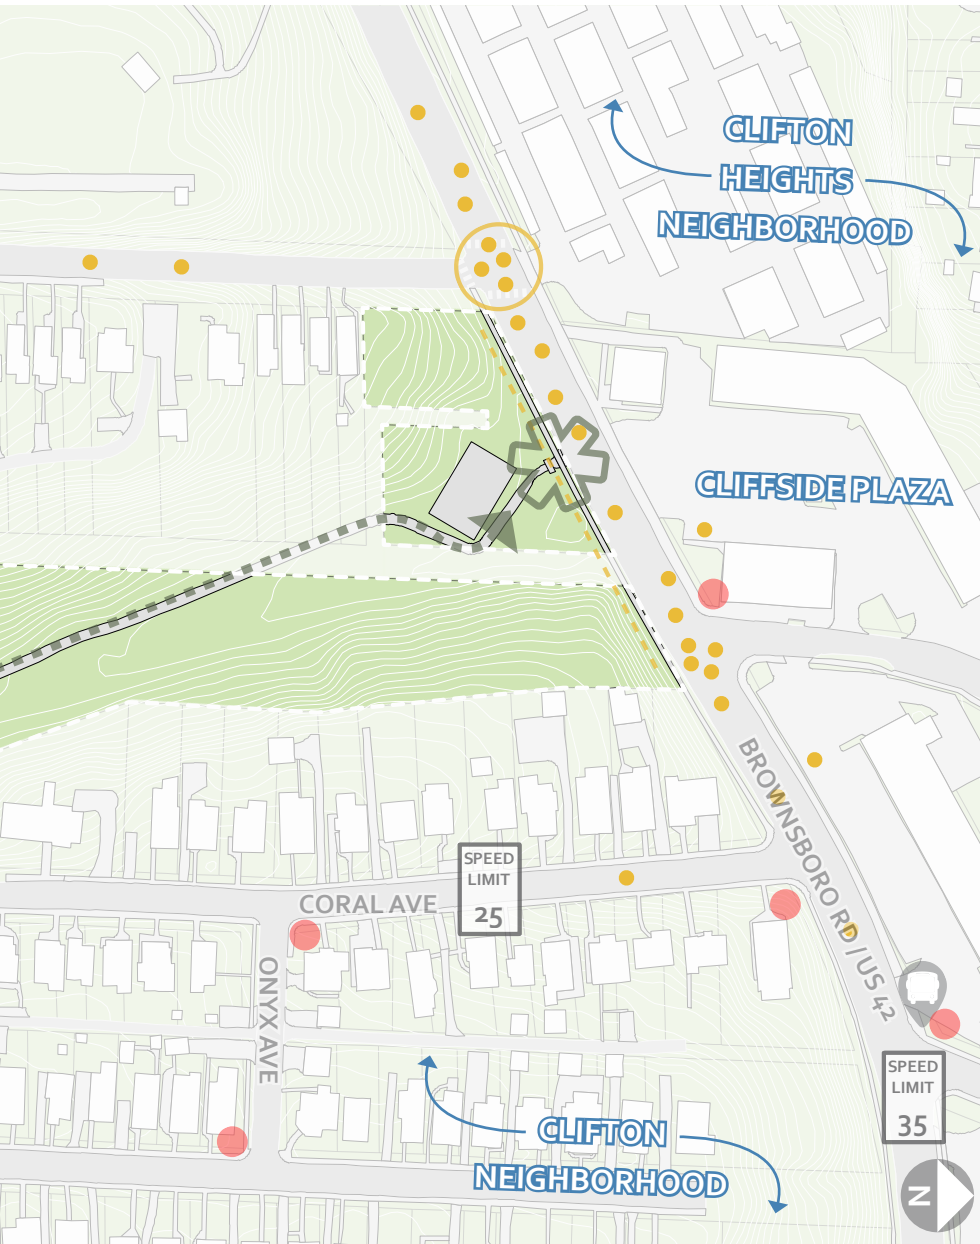 CLIFTON
HEIGHTS
NEIGHBORHOOD
CLIFFSIDE PLAZA
BROWNSBORO RD / US 42
SPEED
LIMIT
25
CORAL AVE
ONYX AVE
SPEED
LIMIT
35
CLIFTON
NEIGHBORHOOD
N